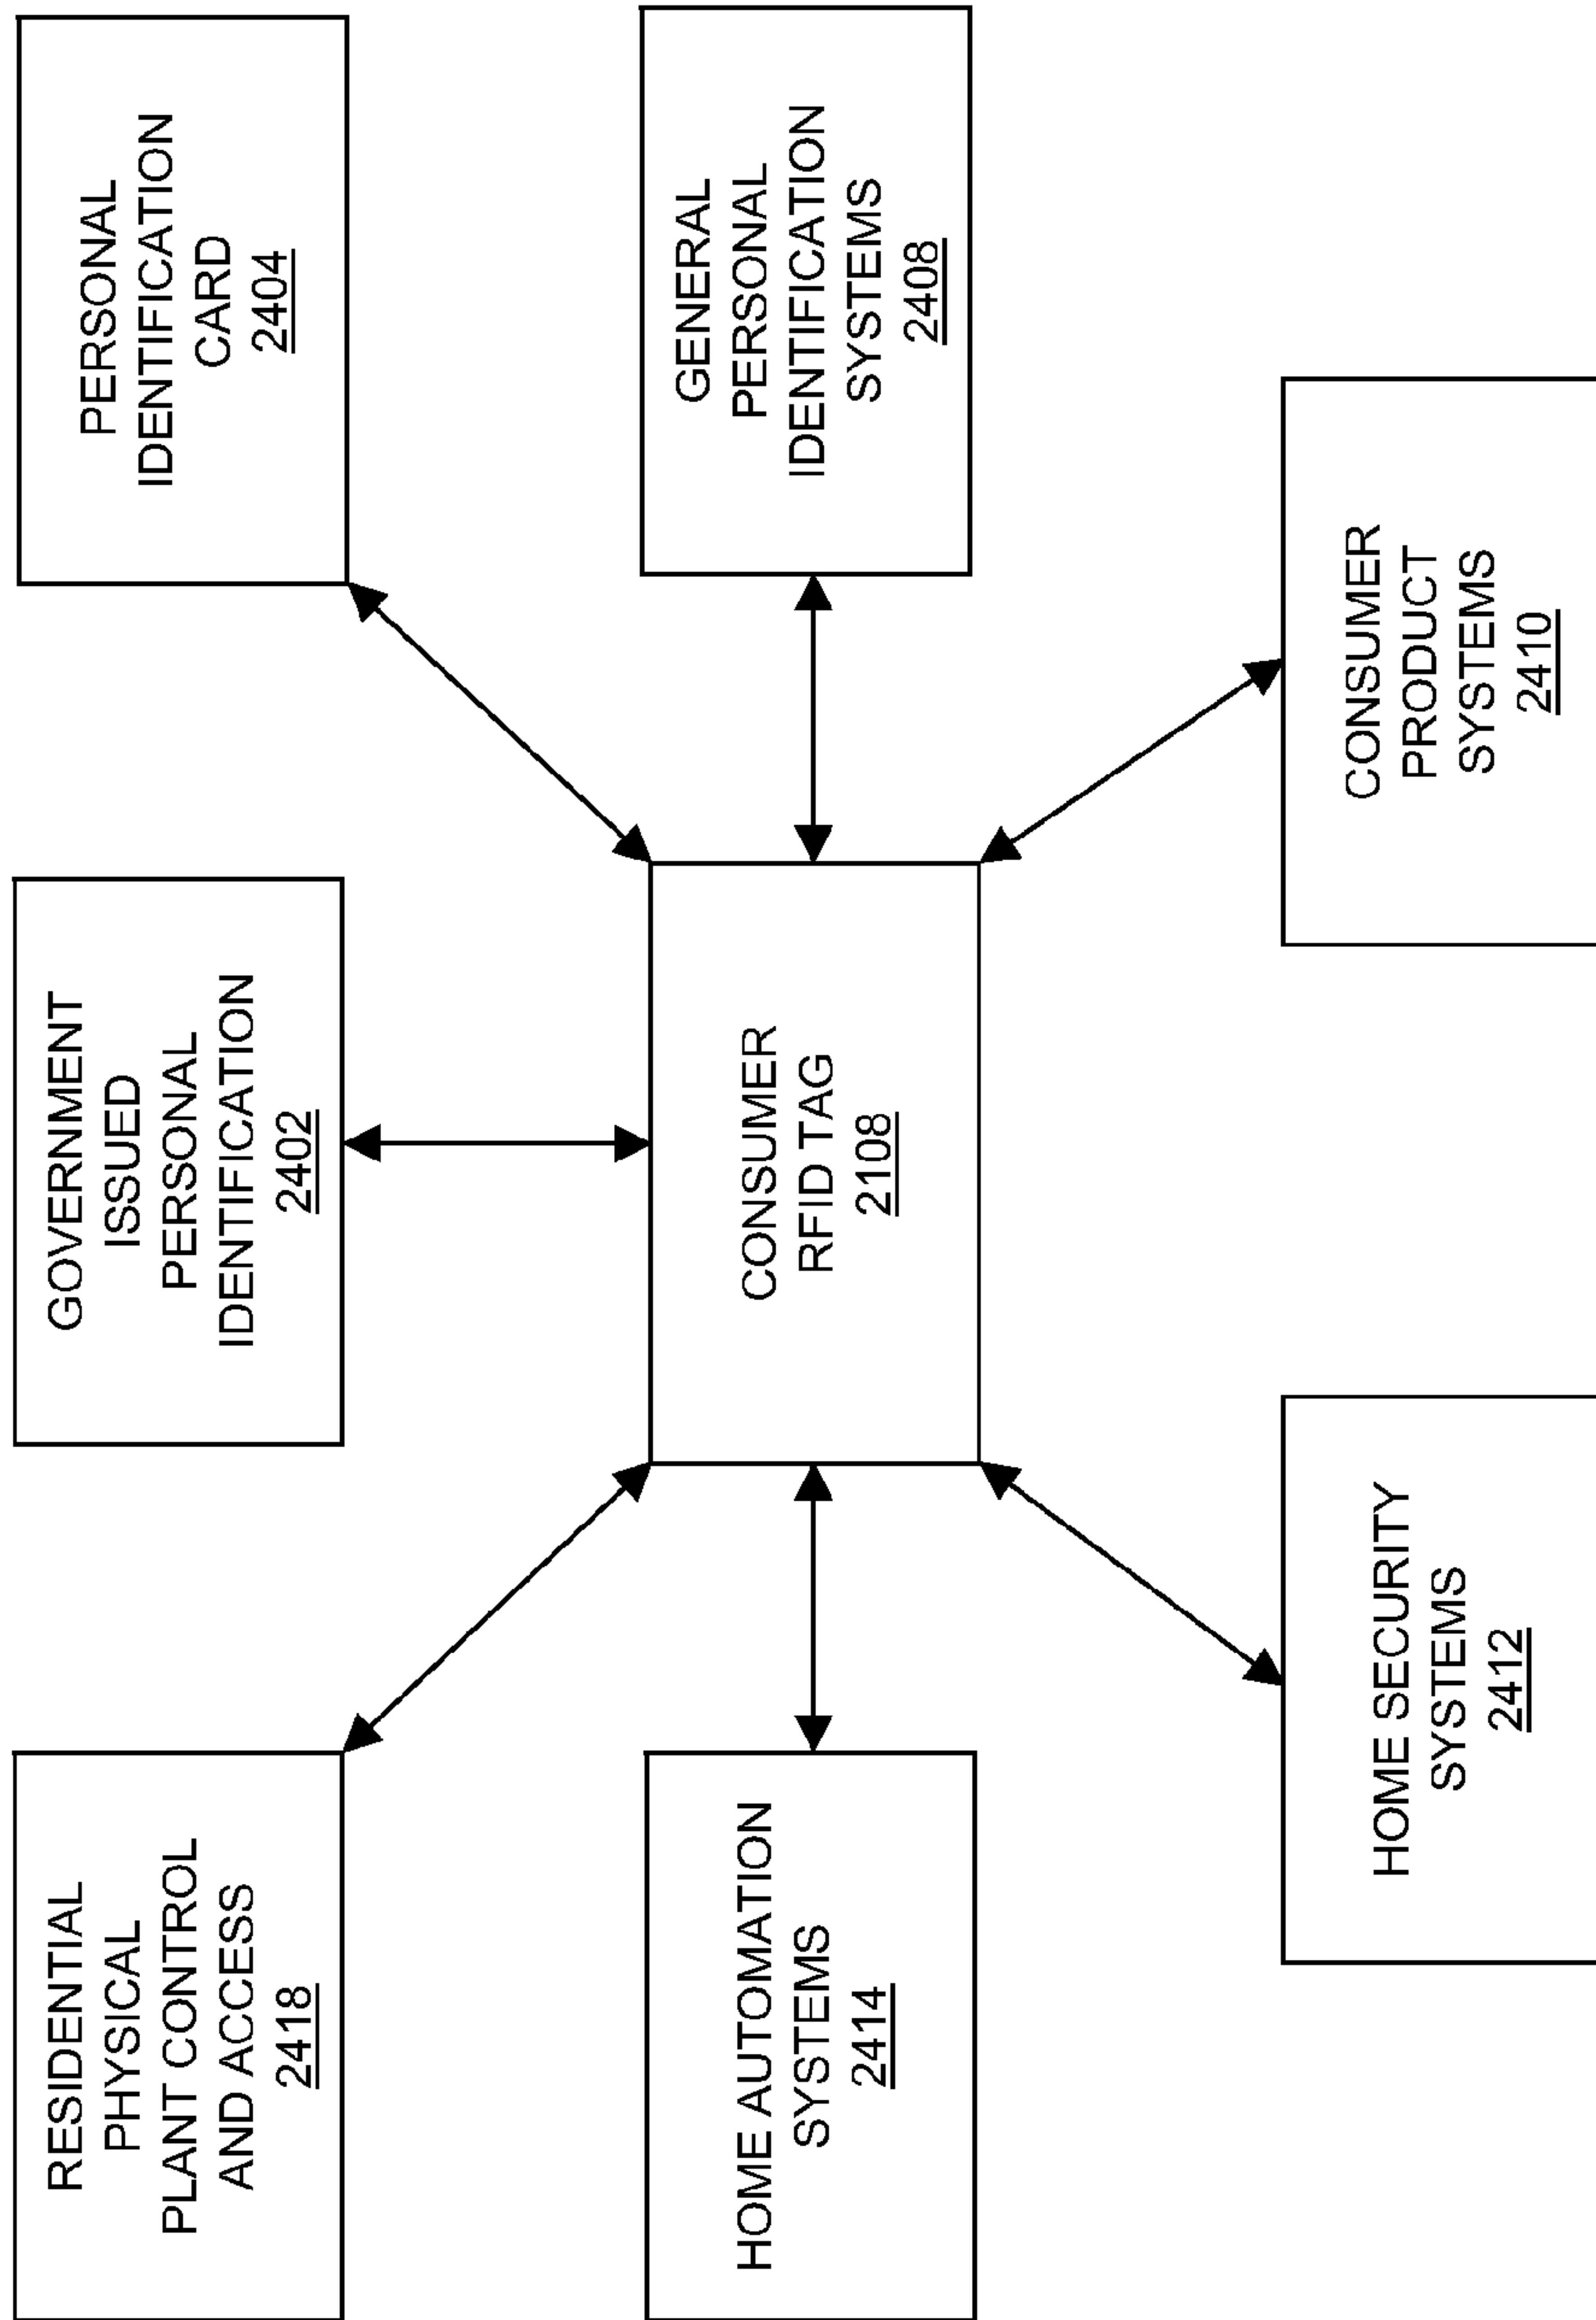 RESIDENTIAL
PHYSICAL
PLANT CONTROL
AND ACCESS
2418
GOVERNMENT
ISSUED
PERSONAL
IDENTIFICATION
2402
PERSONAL
IDENTIFICATION
CARD
2404
HOME AUTOMATION
SYSTEMS
2414
CONSUMER
RFID TAG
2108
GENERAL
PERSONAL
IDENTIFICATION
SYSTEMS
2408
HOME SECURITY
SYSTEMS
2412
CONSUMER
PRODUCT
SYSTEMS
2410